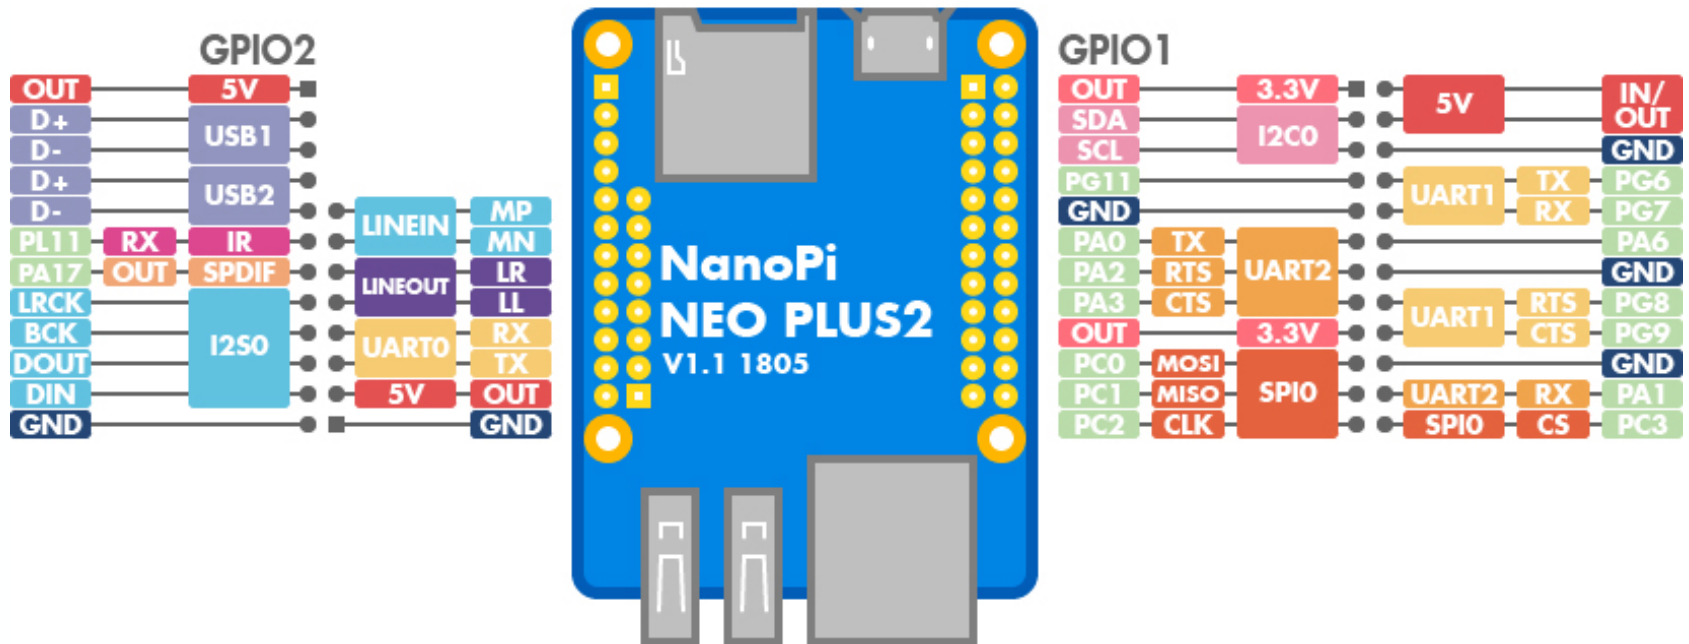 GPIO2
OUT 5V
D+ USB1
D-
D+ USB2
D- LINEIN MP
PL11 RX IR MN
PA17 OUT SPDIF LINEOUT LR
LRCK I2S0 LL
BCK UART0 RX
DOUT TX
DIN 5V OUT
GND GND
NanoPi
NEO PLUS2
V1.1 1805
GPIO1
OUT 3.3V 5V IN/
SDA I2C0 OUT
SCL GND
PG11 UART1 TX PG6
GND RX PG7
PA0 TX UART2 PA6
PA2 RTS GND
PA3 CTS UART1 RTS PG8
OUT 3.3V CTS PG9
PC0 MOSI SPI0 GND
PC1 MISO UART2 RX PA1
PC2 CLK SPI0 CS PC3